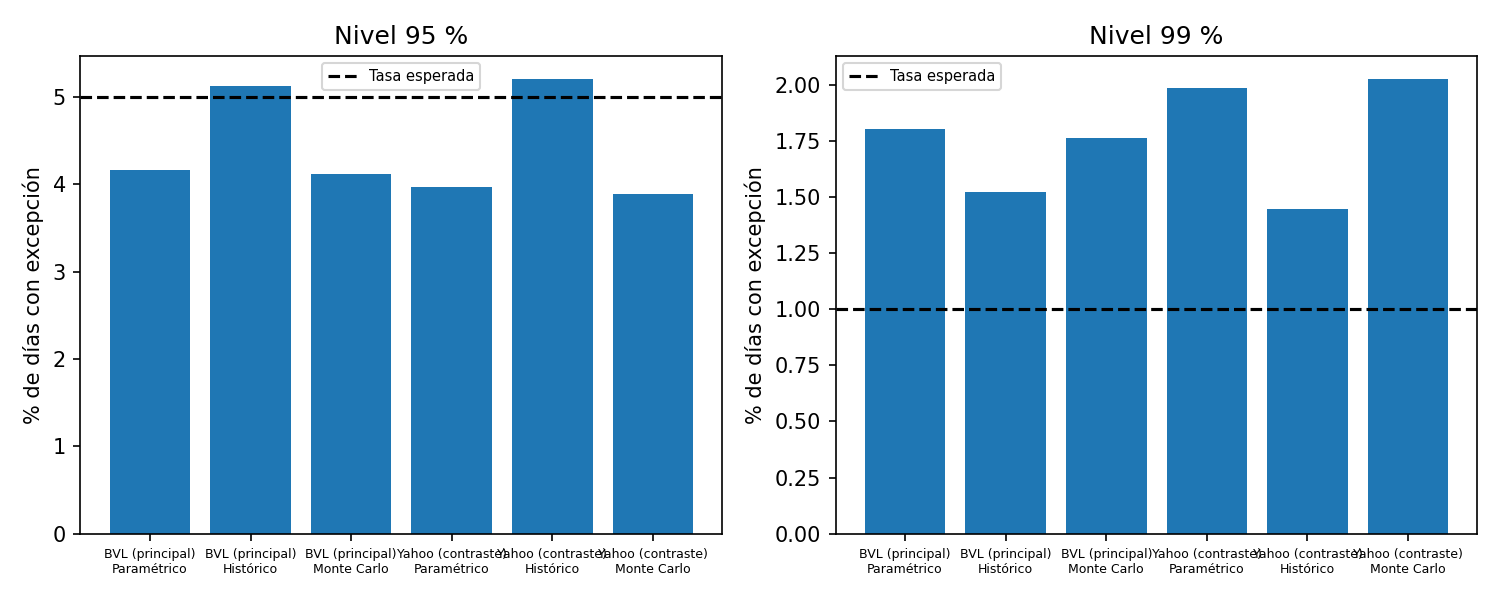 Nivel 95 %
Tasa esperada
% de días con excepción
5
4
3
2
1
0
BVL (principal)
Paramétrico
BVL (principal)
Histórico
BVL (principal)
Monte Carlo
Yahoo (contraste)
Paramétrico
Yahoo (contraste)
Histórico
Yahoo (contraste)
Monte Carlo
Nivel 99 %
Tasa esperada
% de días con excepción
2.00
1.75
1.50
1.25
1.00
0.75
0.50
0.25
0.00
BVL (principal)
Paramétrico
BVL (principal)
Histórico
BVL (principal)
Monte Carlo
Yahoo (contraste)
Paramétrico
Yahoo (contraste)
Histórico
Yahoo (contraste)
Monte Carlo